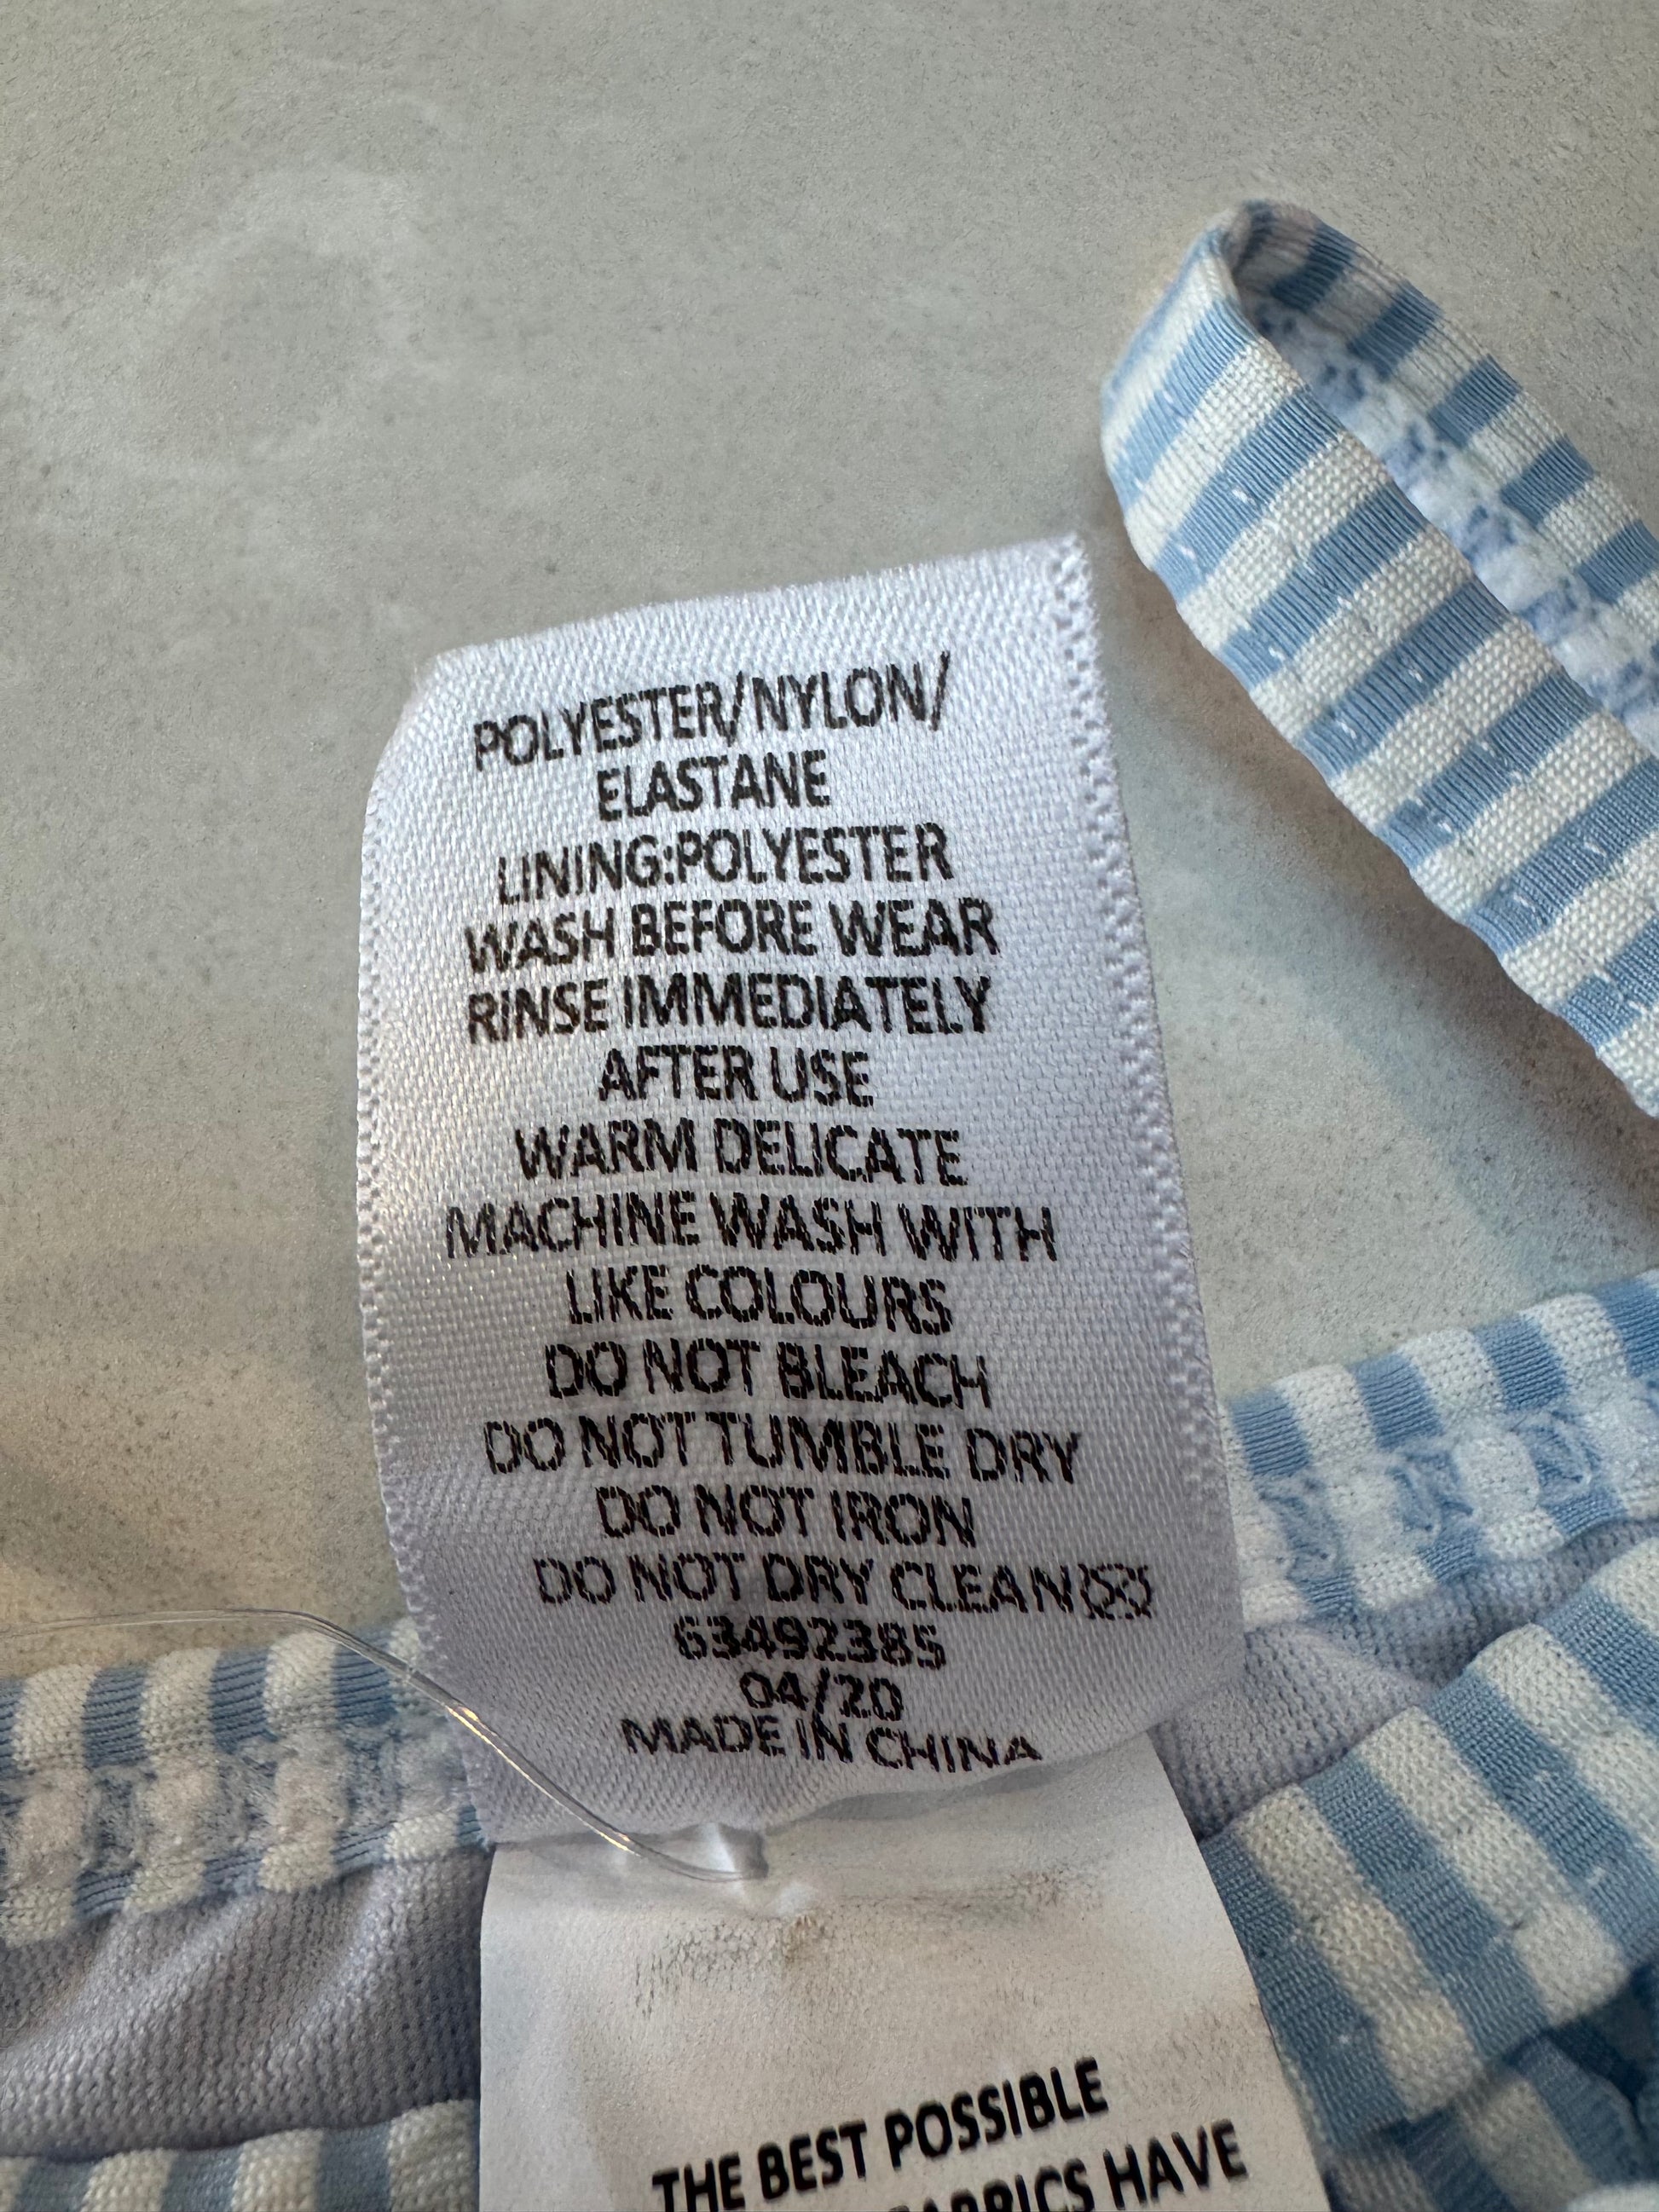 POLYESTER/NYLON/
ELASTANE
LINING:POLYESTER
WASH BEFORE WEAR
RINSE IMMEDIATELY
AFTER USE
WARM DELICATE
MACHINE WASH WITH
LIKE COLOURS
DO NOT BLEACH
DO NOT TUMBLE DRY
DO NOT IRON
DO NOT DRY CLEAN
63492385
04/20
MADE IN CHINA
THE BEST POSSIBLE
HAVE